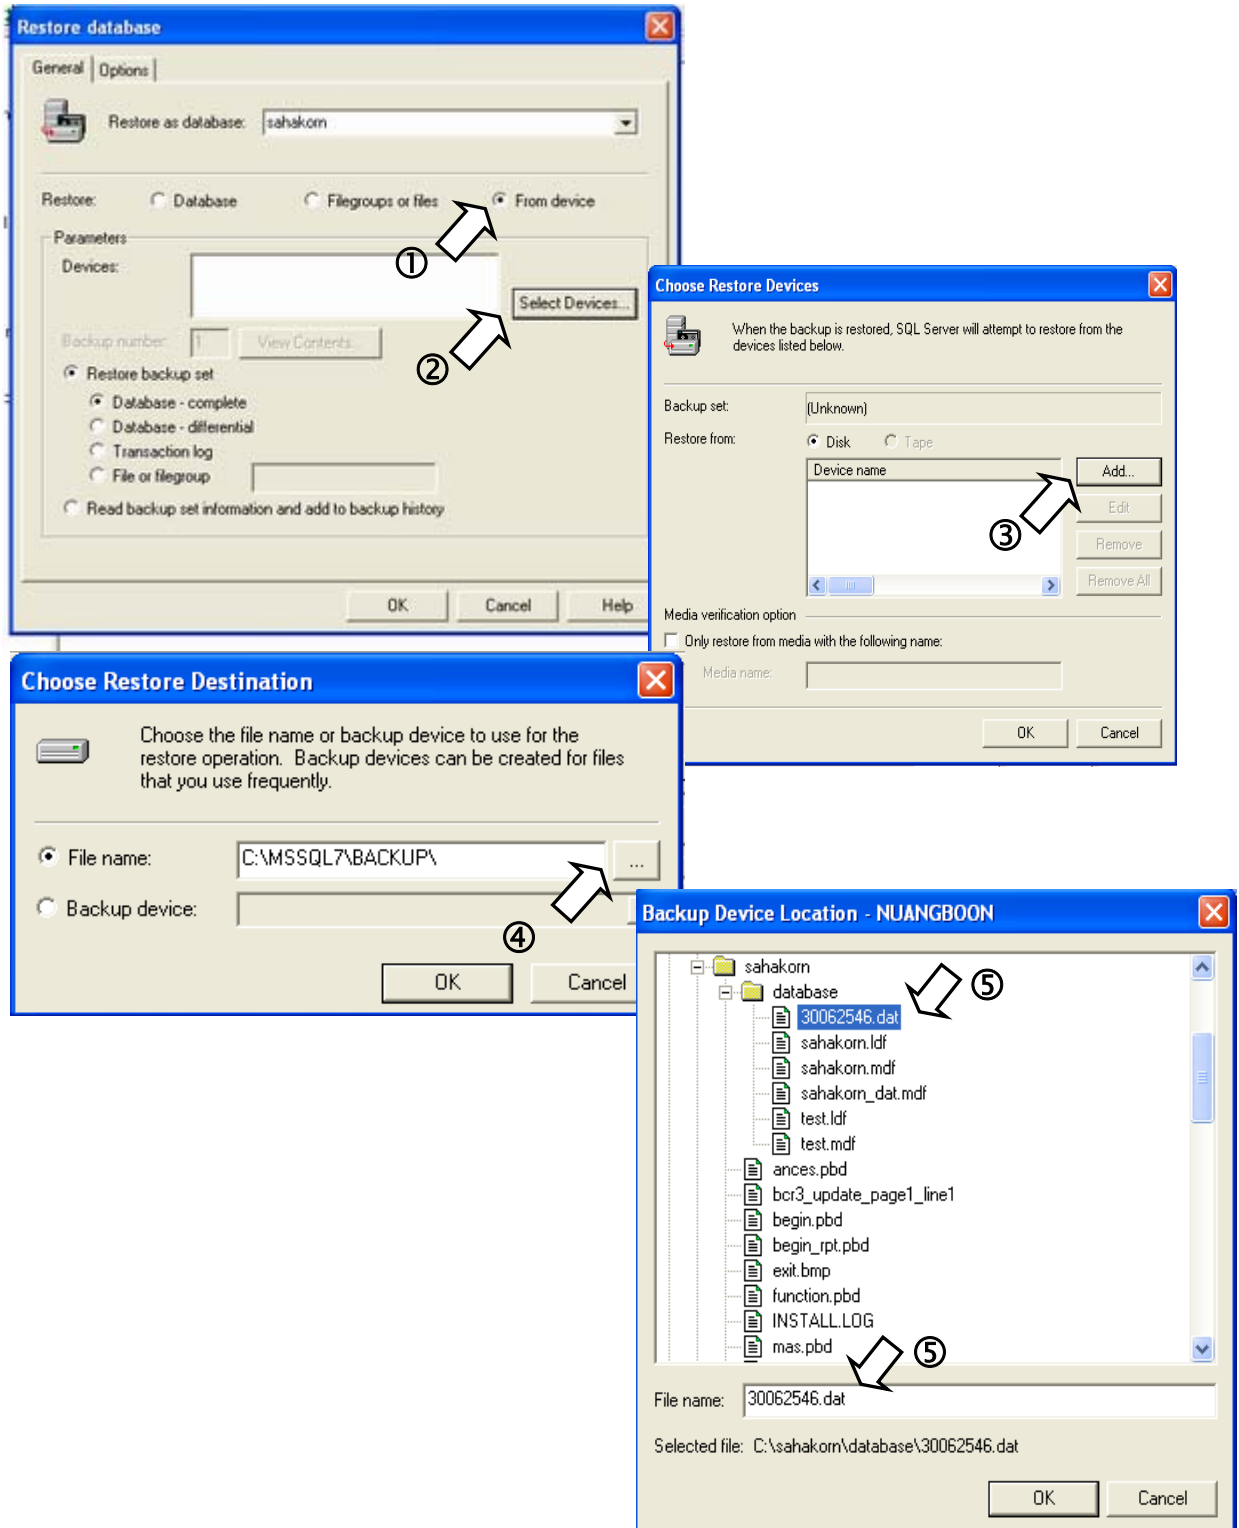 Restore database
General
Options
Restore as database:
sahakorn
Restore:
Database
Filegroups or files
From device
Parameters
①
Devices:
Select Devices...
②
Backup number:
1
View Contents...
Restore backup set
Database - complete
Database - differential
Transaction log
File or filegroup
Read backup set information and add to backup history
OK
Cancel
Help
Choose Restore Devices
When the backup is restored, SQL Server will attempt to restore from the
devices listed below.
Backup set:
(Unknown)
Restore from:
Disk
Tape
Device name
Add...
③
Edit
Remove
Remove All
Media verification option
Only restore from media with the following name:
Media name:
OK
Cancel
Choose Restore Destination
Choose the file name or backup device to use for the
restore operation. Backup devices can be created for files
that you use frequently.
File name:
C:\MSSQL7\BACKUP\
...
Backup device:
④
OK
Cancel
Backup Device Location - NUANGBOON
sahakorn
database
⑤
30062546.dat
sahakorn.ldf
sahakorn.mdf
sahakorn_dat.mdf
test.ldf
test.mdf
ances.pbd
bcr3_update_page1_line1
begin.pbd
begin_rpt.pbd
exit.bmp
function.pbd
INSTALL.LOG
mas.pbd
⑤
File name:
30062546.dat
Selected file: C:\sahakorn\database\30062546.dat
OK
Cancel